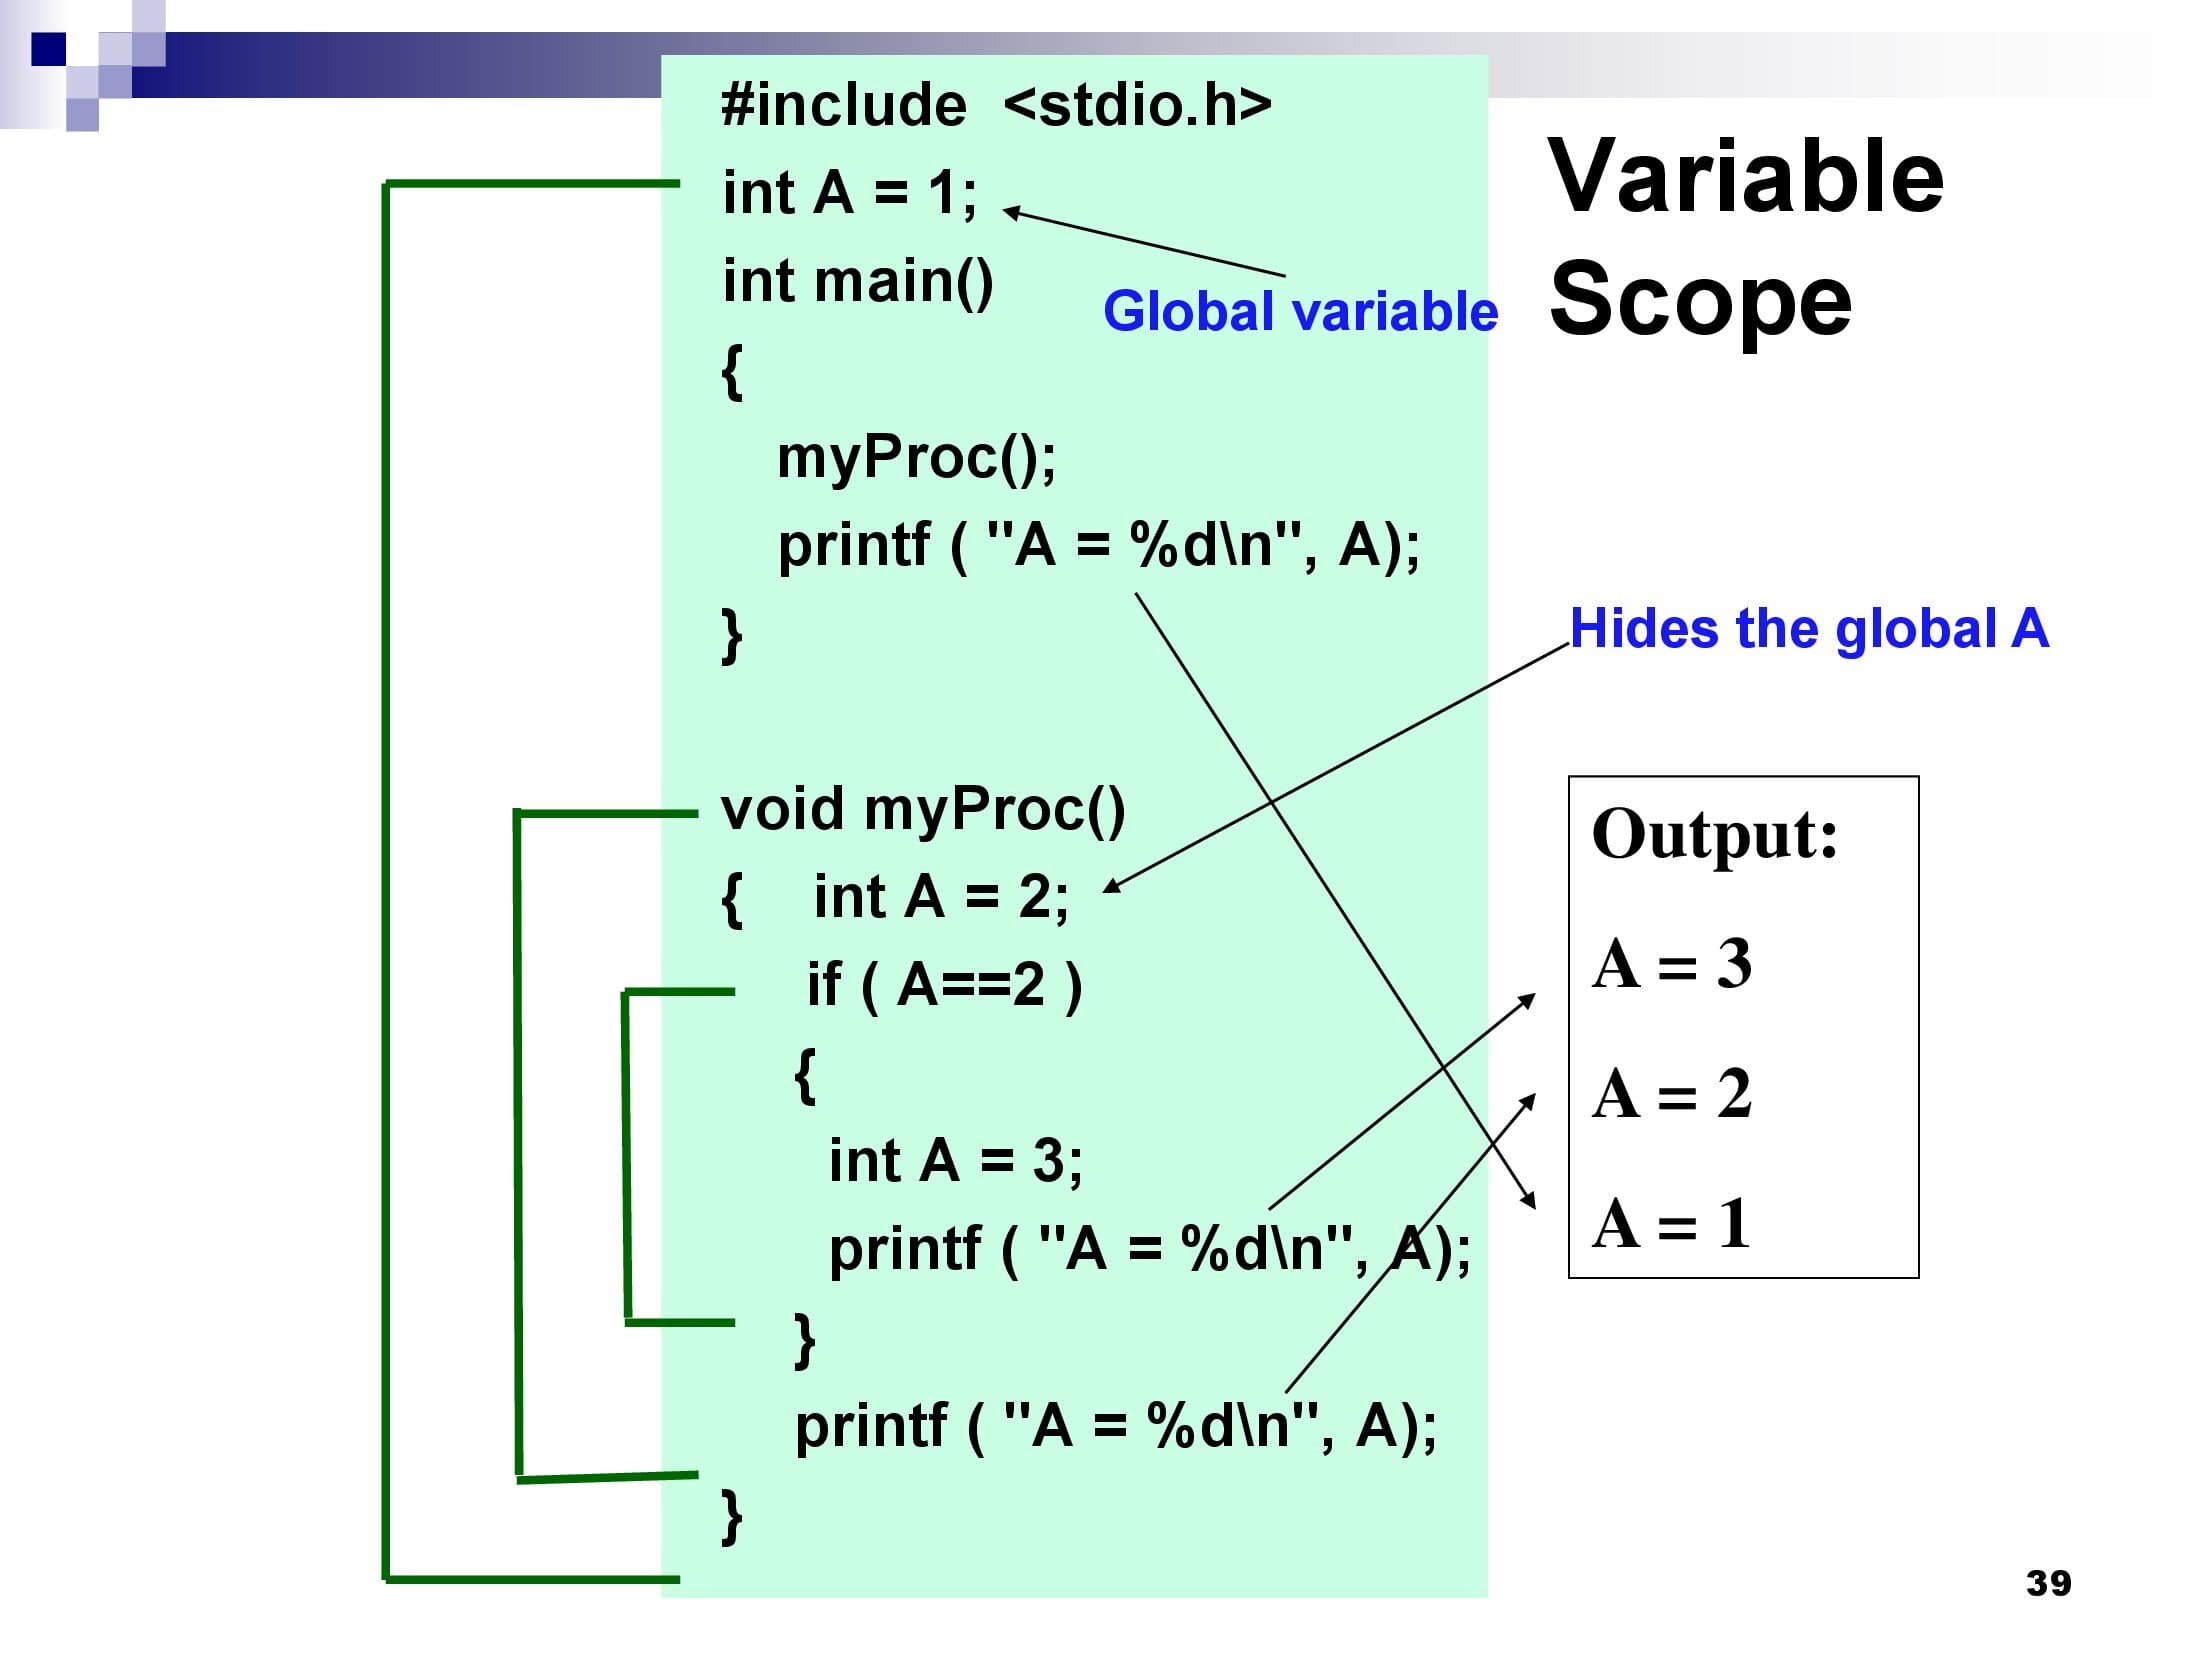 #include  <stdio.h>
int A = 1;
int main()
{
   myProc();
   printf ( "A = %d\n", A);
}
void myProc()
{    int A = 2;
     if ( A==2 )
    {
      int A = 3;
      printf ( "A = %d\n", A);
    }
    printf ( "A = %d\n", A);
}
Variable
Scope
Global variable
Hides the global A
Output:
A = 3
A = 2
A = 1
39